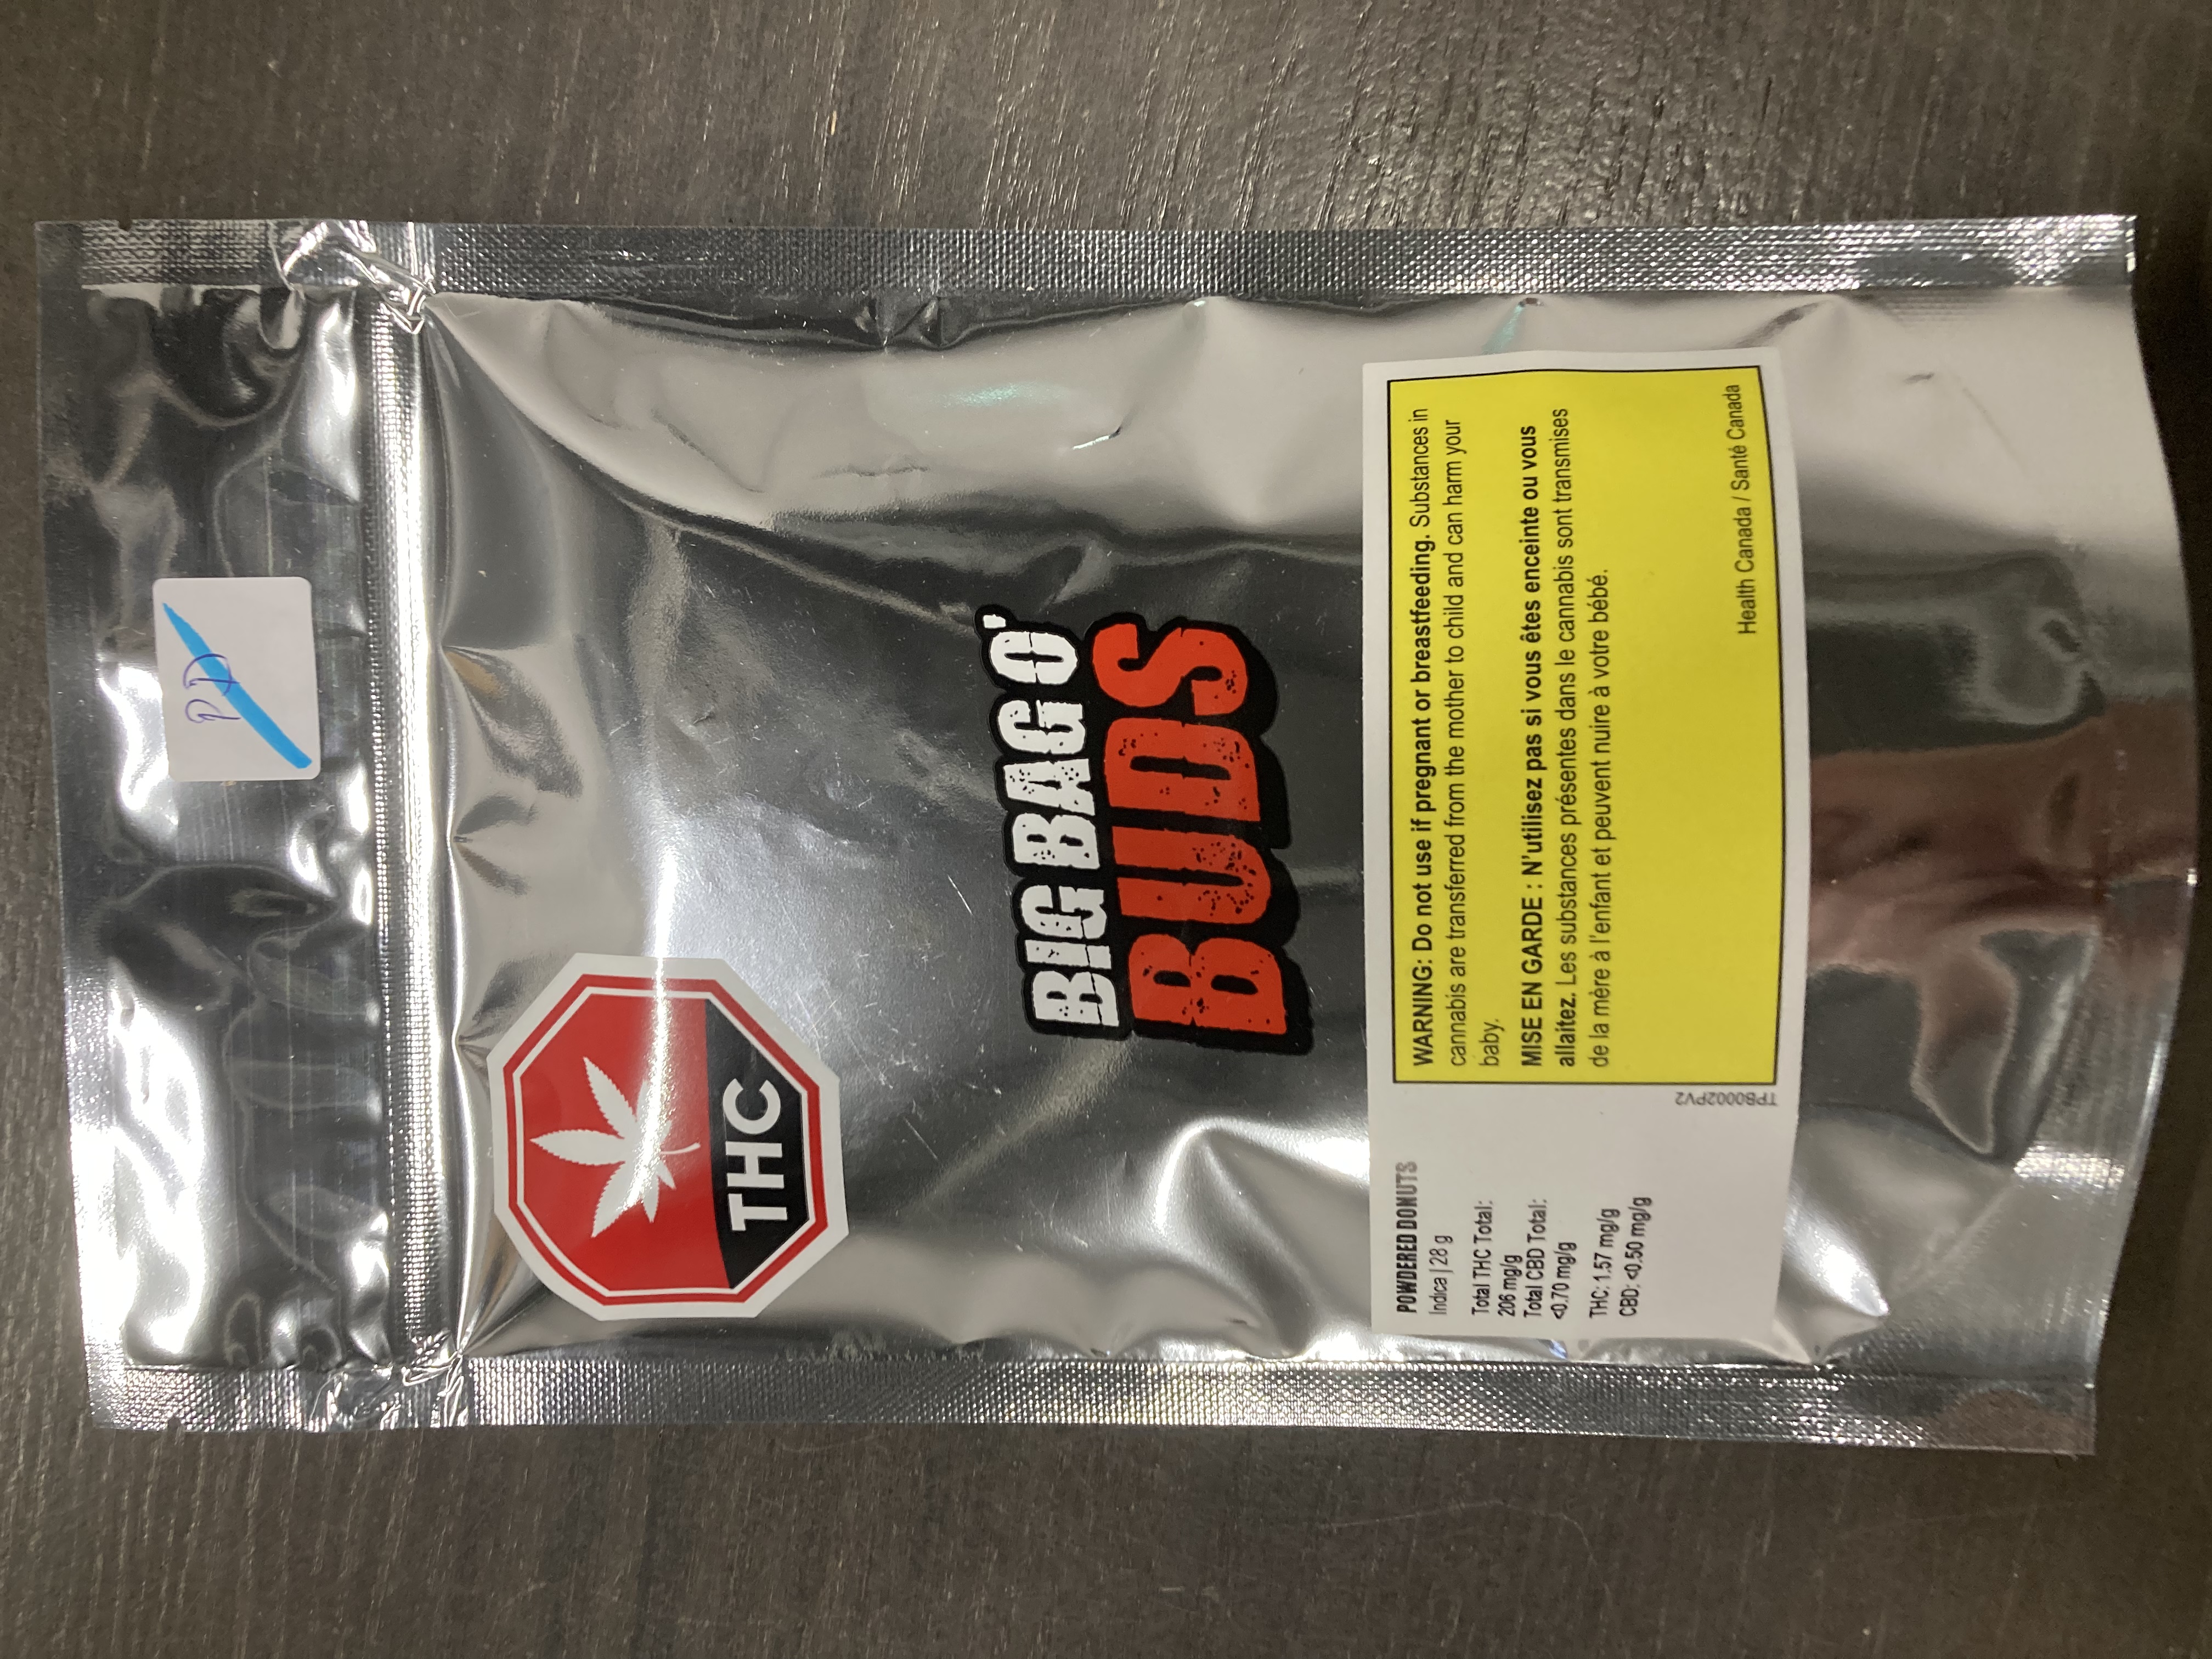 PD
THC
BIG BAG O'
BUDS
POWDERED DONUTS
Indica | 28 g
Total THC Total:
206 mg/g
Total CBD Total:
<0.70 mg/g
THC: 1.57 mg/g
CBD: <0.50 mg/g
TPB0002PV2
WARNING: Do not use if pregnant or breastfeeding. Substances in
cannabis are transferred from the mother to child and can harm your
baby.
MISE EN GARDE : N'utilisez pas si vous êtes enceinte ou vous
allaitez. Les substances présentes dans le cannabis sont transmises
de la mère à l'enfant et peuvent nuire à votre bébé.
Health Canada / Santé Canada